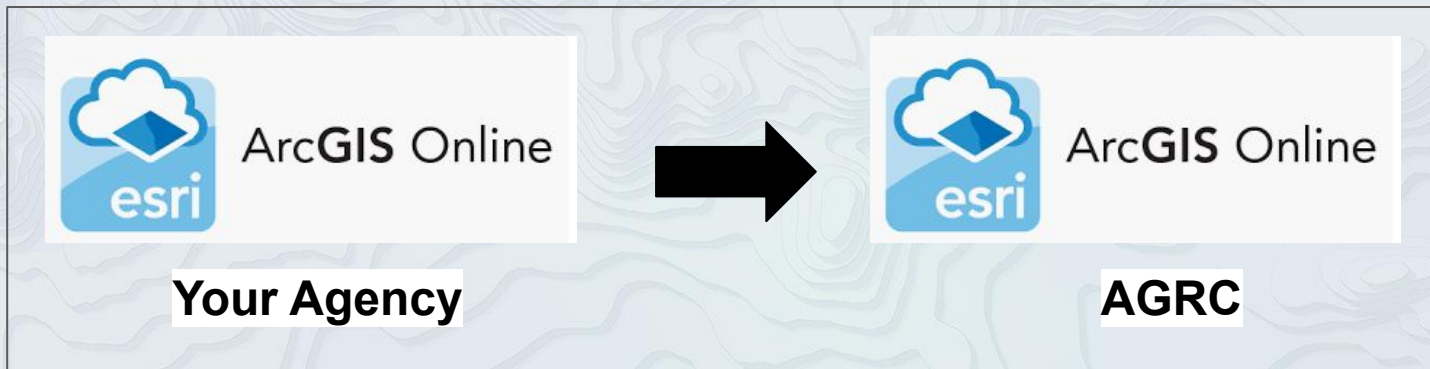 ArcGIS Online
esri
ArcGIS Online
esri
Your Agency
AGRC